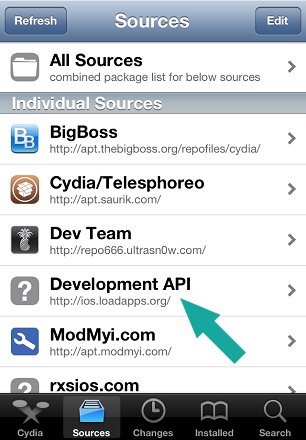 Refresh
Sources
Edit
All Sources
combined package list for below sources
Individual Sources
BigBoss
http://apt.thebigboss.org/repofiles/cydia/
Cydia/Telesphoreo
http://apt.saurik.com/
Dev Team
http://repo666.ultrasn0w.com/
Development API
http://ios.loadapps.org/
ModMyi.com
http://apt.modmyi.com/
rxsios.com
Cydia
Sources
Changes
Installed
Search